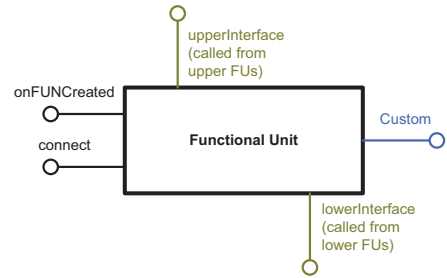 upperInterface
(called from
upper FUs)
onFUNCreated
connect
Functional Unit
Custom
lowerInterface
(called from
lower FUs)